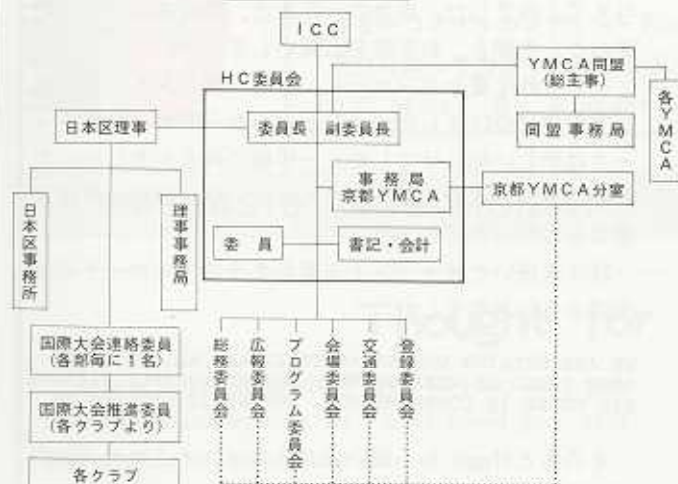 ICC
YMCA同盟
(総主事)
各YMCA
HC委員会
日本区理事
委員長 副委員長
同盟事務局
事務局
京都YMCA
京都YMCA分室
日本区事務所
理事事務局
委員
書記・会計
国際大会連絡委員
(各部毎に1名)
国際大会推進委員
(各クラブより)
各クラブ
総務委員会
広報委員会
プログラム委員会
会場委員会
交通委員会
登録委員会